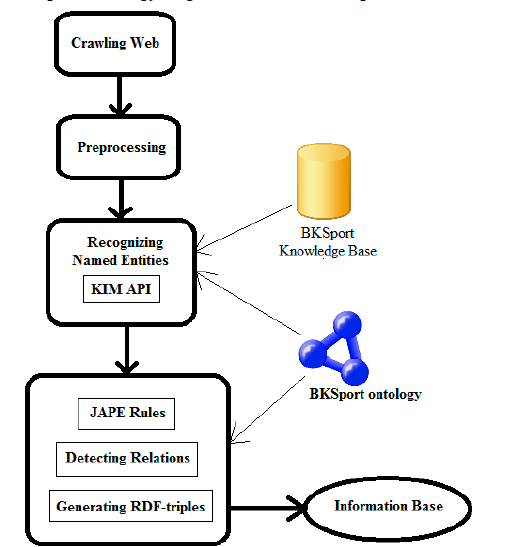 Crawling Web
Preprocessing
Recognizing
Named Entities
KIM API
BKSport
Knowledge Base
BKSport ontology
JAPE Rules
Detecting Relations
Generating RDF-triples
Information Base